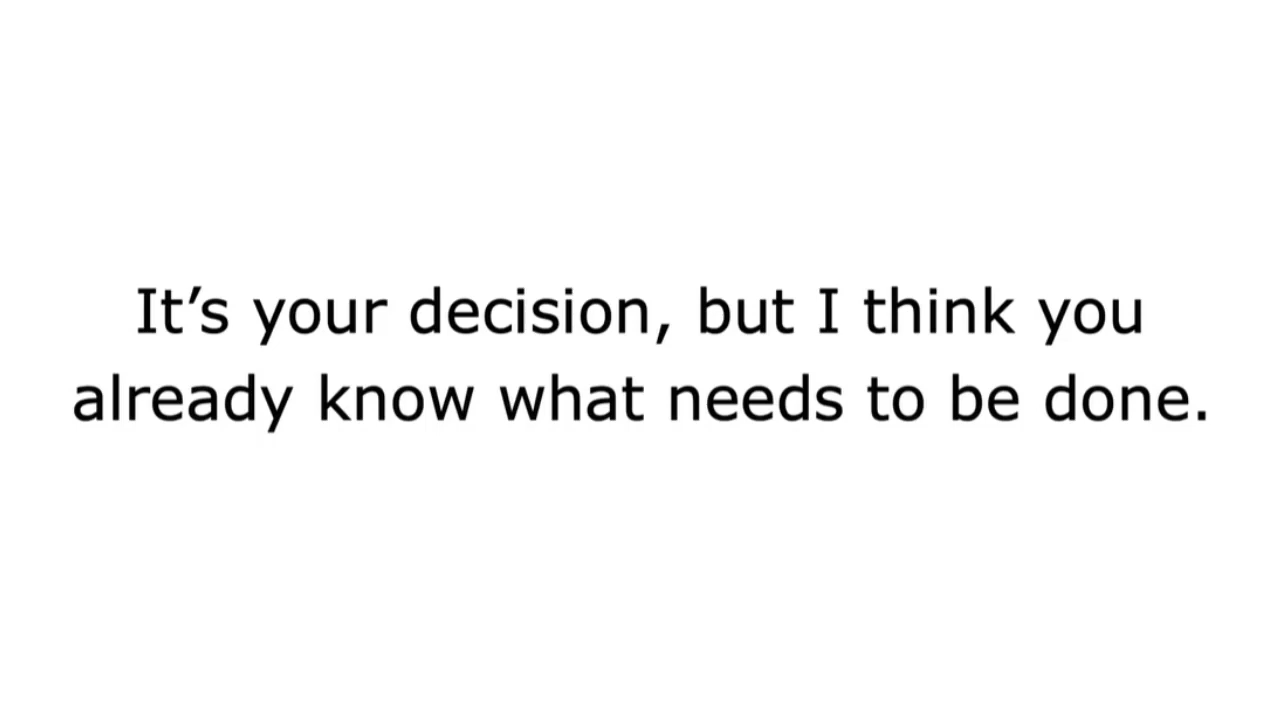 It’s your decision, but I think you
already know what needs to be done.